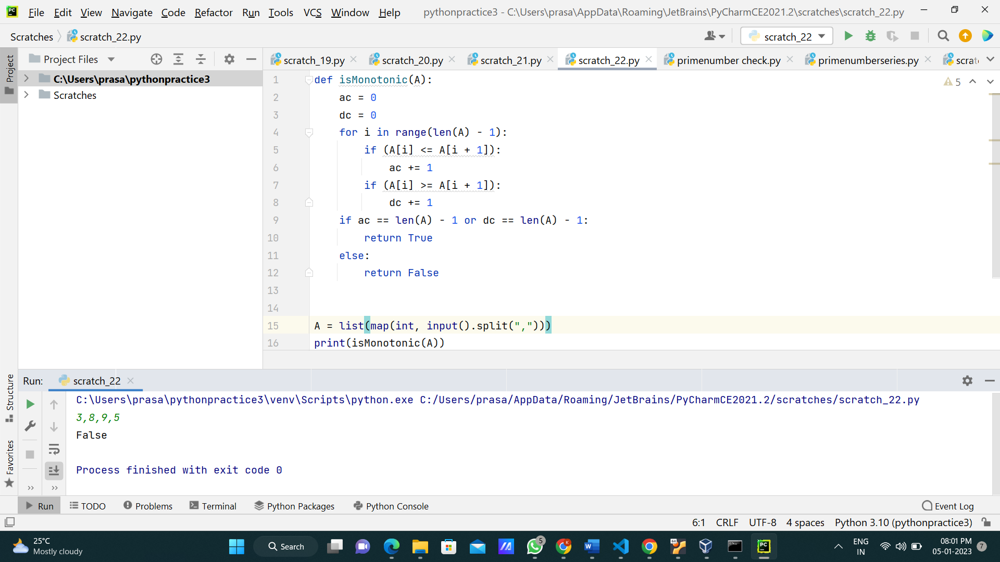 File Edit View Navigate Code Refactor Run Tools VCS Window Help pythonpractice3 - C:\Users\prasa\AppData\Roaming\JetBrains\PyCharmCE2021.2\scratches\scratch_22.py
Scratches scratch_22.py scratch_22
Project
Project Files
scratch_19.py scratch_20.py scratch_21.py scratch_22.py primenumber check.py primenumberseries.py scrat
C:\Users\prasa\pythonpractice3
Scratches
5
1 def isMonotonic(A):
2 ac = 0
3 dc = 0
4 for i in range(len(A) - 1):
5 if (A[i] <= A[i + 1]):
6 ac += 1
7 if (A[i] >= A[i + 1]):
8 dc += 1
9 if ac == len(A) - 1 or dc == len(A) - 1:
10 return True
11 else:
12 return False
13
14
15 A = list(map(int, input().split(",")))
16 print(isMonotonic(A))
Structure
Favorites
Run: scratch_22
C:\Users\prasa\pythonpractice3\venv\Scripts\python.exe C:/Users/prasa/AppData/Roaming/JetBrains/PyCharmCE2021.2/scratches/scratch_22.py
3,8,9,5
False
Process finished with exit code 0
Run TODO Problems Terminal Python Packages Python Console Event Log
6:1 CRLF UTF-8 4 spaces Python 3.10 (pythonpractice3)
25°C
Mostly cloudy
Search
5
K
64
PC
ENG
IN
08:01 PM
05-01-2023
7